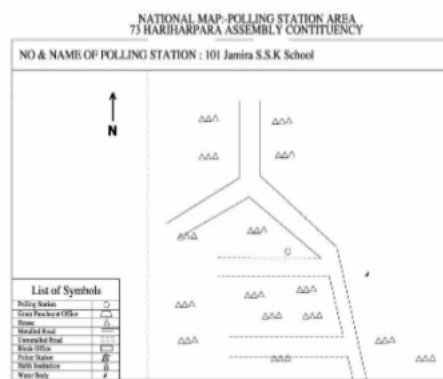 NATIONAL MAP:-POLLING STATION AREA
73 HARIHARPARA ASSEMBLY CONTITUENCY
NO & NAME OF POLLING STATION : 101 Jamira S.S.K School
N
List of Symbols
Polling Station
Gram Panchayat Office
House
Metalled Road
Unmetalled Road
Block Office
Police Station
Helth Institution
Water Body